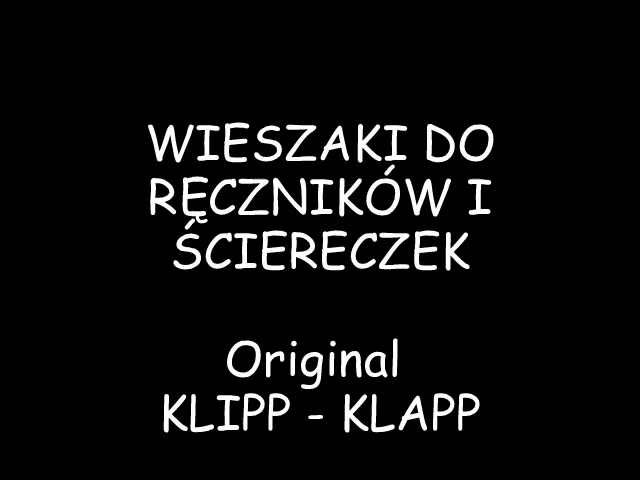 WIESZAKI DO
RĘCZNIKÓW I
ŚCIERECZEK
Original
KLIPP - KLAPP